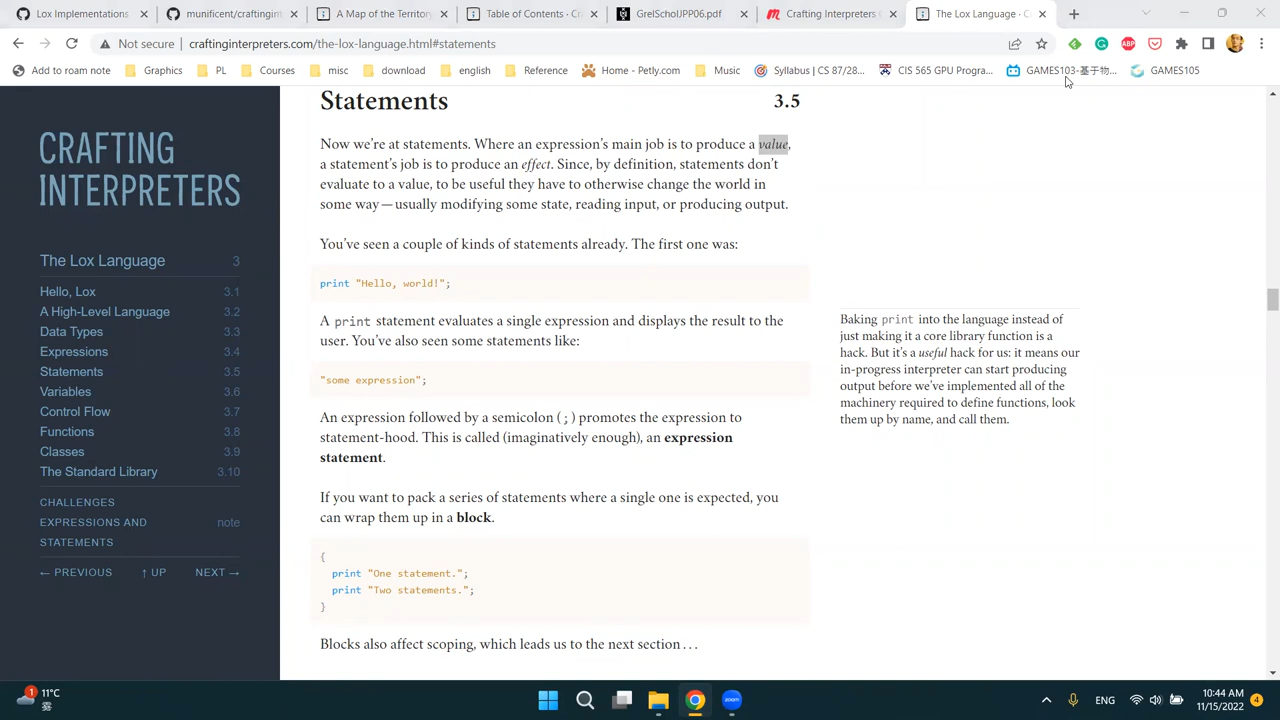 Lox Implementations
munificent/craftingint
A Map of the Territory
Table of Contents · Cr
GrelScholJPP06.pdf
Crafting Interpreters C
The Lox Language · C
Not secure | craftinginterpreters.com/the-lox-language.html#statements
Add to roam note
Graphics
PL
Courses
misc
download
english
Reference
Home - Petly.com
Music
Syllabus | CS 87/28...
CIS 565 GPU Progra...
GAMES103-基于物...
GAMES105
CRAFTING
INTERPRETERS
The Lox Language 3
Hello, Lox 3.1
A High-Level Language 3.2
Data Types 3.3
Expressions 3.4
Statements 3.5
Variables 3.6
Control Flow 3.7
Functions 3.8
Classes 3.9
The Standard Library 3.10
CHALLENGES
EXPRESSIONS AND note
STATEMENTS
← PREVIOUS ↑ UP NEXT →
Statements 3.5
Now we're at statements. Where an expression's main job is to produce a value,
a statement's job is to produce an effect. Since, by definition, statements don't
evaluate to a value, to be useful they have to otherwise change the world in
some way—usually modifying some state, reading input, or producing output.
You've seen a couple of kinds of statements already. The first one was:
print "Hello, world!";
A print statement evaluates a single expression and displays the result to the
user. You've also seen some statements like:
"some expression";
An expression followed by a semicolon (;) promotes the expression to
statement-hood. This is called (imaginatively enough), an expression
statement.
If you want to pack a series of statements where a single one is expected, you
can wrap them up in a block.
{
print "One statement.";
print "Two statements.";
}
Blocks also affect scoping, which leads us to the next section...
Baking print into the language instead of
just making it a core library function is a
hack. But it's a useful hack for us: it means our
in-progress interpreter can start producing
output before we've implemented all of the
machinery required to define functions, look
them up by name, and call them.
1
11°C
雾
zoom
ENG
10:44 AM
11/15/2022
4